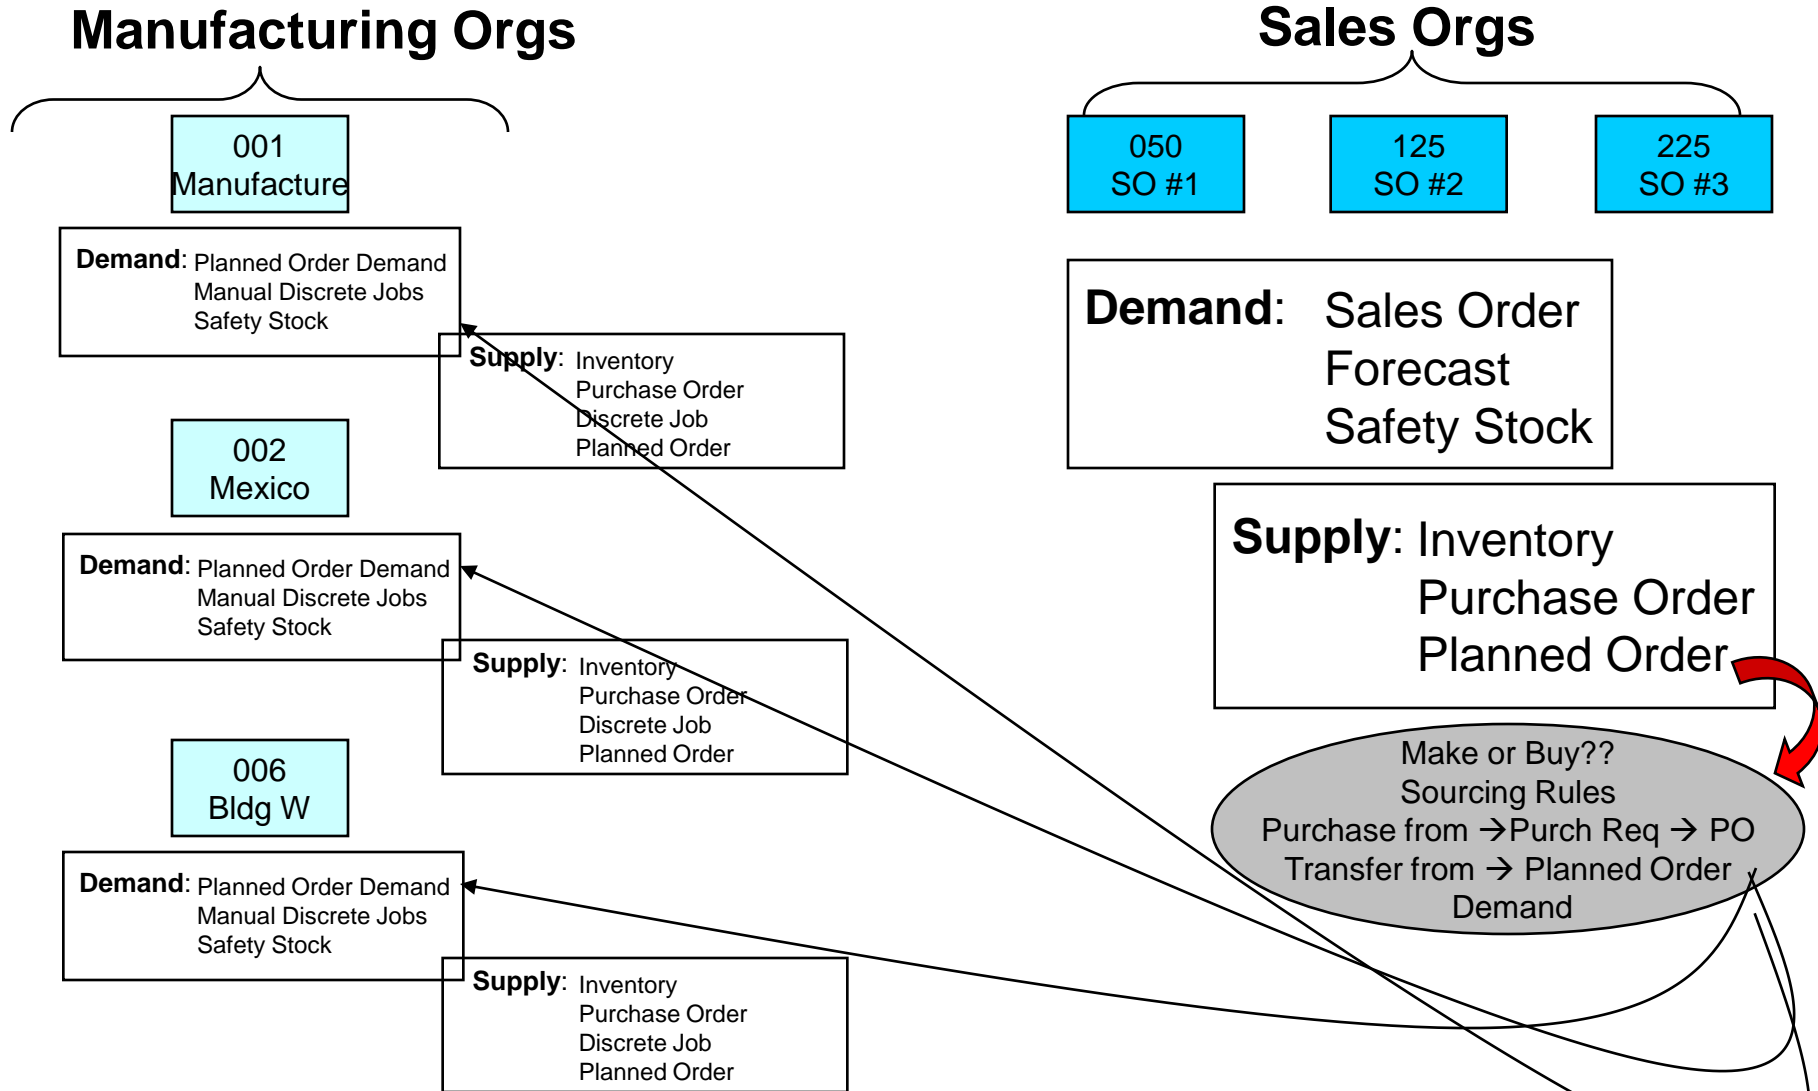 Manufacturing Orgs
001
Manufacture
Demand: Planned Order Demand
Manual Discrete Jobs
Safety Stock
Supply: Inventory
Purchase Order
Discrete Job
Planned Order
002
Mexico
Demand: Planned Order Demand
Manual Discrete Jobs
Safety Stock
Supply: Inventory
Purchase Order
Discrete Job
Planned Order
006
Bldg W
Demand: Planned Order Demand
Manual Discrete Jobs
Safety Stock
Supply: Inventory
Purchase Order
Discrete Job
Planned Order
Sales Orgs
050
SO #1
125
SO #2
225
SO #3
Demand: Sales Order
Forecast
Safety Stock
Supply: Inventory
Purchase Order
Planned Order
Make or Buy??
Sourcing Rules
Purchase from →Purch Req → PO
Transfer from → Planned Order
Demand